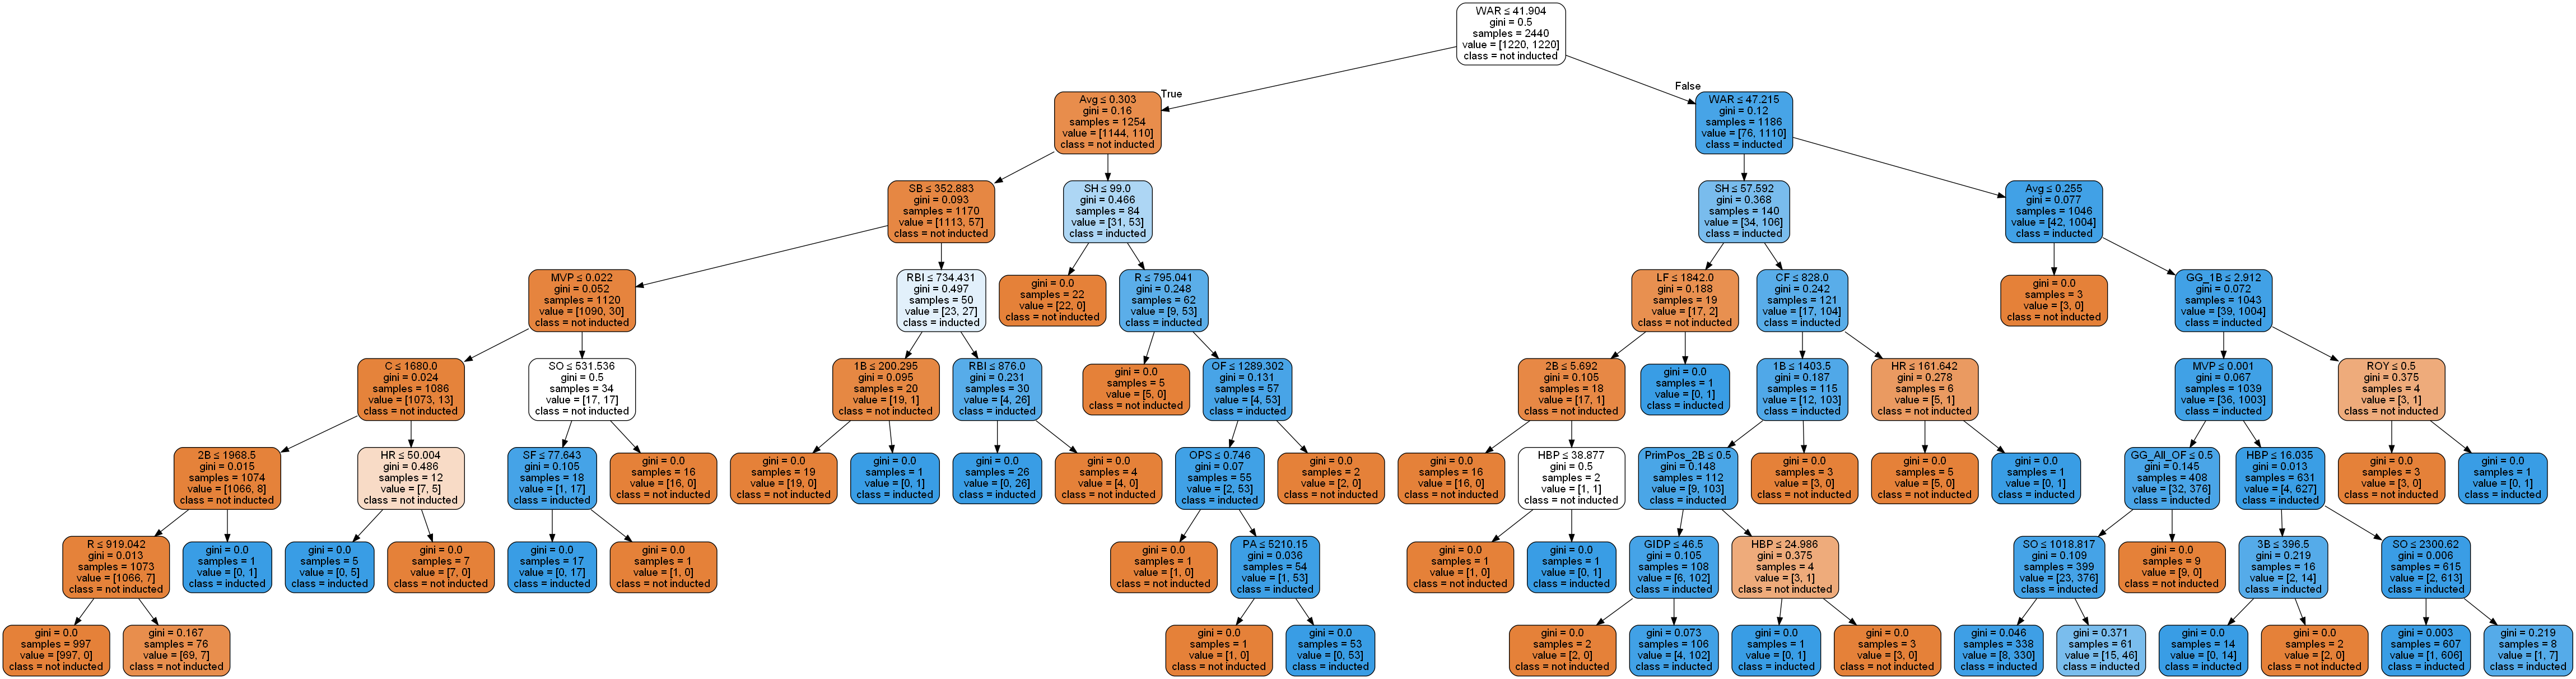 WAR ≤ 41.904
gini = 0.5
samples = 2440
value = [1220, 1220]
class = not inducted
True
False
Avg ≤ 0.303
gini = 0.16
samples = 1254
value = [1144, 110]
class = not inducted
WAR ≤ 47.215
gini = 0.12
samples = 1186
value = [76, 1110]
class = inducted
SB ≤ 352.883
gini = 0.093
samples = 1170
value = [1113, 57]
class = not inducted
SH ≤ 99.0
gini = 0.466
samples = 84
value = [31, 53]
class = inducted
SH ≤ 57.592
gini = 0.368
samples = 140
value = [34, 106]
class = inducted
Avg ≤ 0.255
gini = 0.077
samples = 1046
value = [42, 1004]
class = inducted
MVP ≤ 0.022
gini = 0.052
samples = 1120
value = [1090, 30]
class = not inducted
RBI ≤ 734.431
gini = 0.497
samples = 50
value = [23, 27]
class = inducted
gini = 0.0
samples = 22
value = [22, 0]
class = not inducted
R ≤ 795.041
gini = 0.248
samples = 62
value = [9, 53]
class = inducted
LF ≤ 1842.0
gini = 0.188
samples = 19
value = [17, 2]
class = not inducted
CF ≤ 828.0
gini = 0.242
samples = 121
value = [17, 104]
class = inducted
gini = 0.0
samples = 3
value = [3, 0]
class = not inducted
GG_1B ≤ 2.912
gini = 0.072
samples = 1043
value = [39, 1004]
class = inducted
C ≤ 1680.0
gini = 0.024
samples = 1086
value = [1073, 13]
class = not inducted
SO ≤ 531.536
gini = 0.5
samples = 34
value = [17, 17]
class = not inducted
1B ≤ 200.295
gini = 0.095
samples = 20
value = [19, 1]
class = not inducted
RBI ≤ 876.0
gini = 0.231
samples = 30
value = [4, 26]
class = inducted
gini = 0.0
samples = 5
value = [5, 0]
class = not inducted
OF ≤ 1289.302
gini = 0.131
samples = 57
value = [4, 53]
class = inducted
2B ≤ 5.692
gini = 0.105
samples = 18
value = [17, 1]
class = not inducted
gini = 0.0
samples = 1
value = [0, 1]
class = inducted
1B ≤ 1403.5
gini = 0.187
samples = 115
value = [12, 103]
class = inducted
HR ≤ 161.642
gini = 0.278
samples = 6
value = [5, 1]
class = not inducted
MVP ≤ 0.001
gini = 0.067
samples = 1039
value = [36, 1003]
class = inducted
ROY ≤ 0.5
gini = 0.375
samples = 4
value = [3, 1]
class = not inducted
2B ≤ 1968.5
gini = 0.015
samples = 1074
value = [1066, 8]
class = not inducted
HR ≤ 50.004
gini = 0.486
samples = 12
value = [7, 5]
class = not inducted
SF ≤ 77.643
gini = 0.105
samples = 18
value = [1, 17]
class = inducted
gini = 0.0
samples = 16
value = [16, 0]
class = not inducted
gini = 0.0
samples = 19
value = [19, 0]
class = not inducted
gini = 0.0
samples = 1
value = [0, 1]
class = inducted
gini = 0.0
samples = 26
value = [0, 26]
class = inducted
gini = 0.0
samples = 4
value = [4, 0]
class = not inducted
OPS ≤ 0.746
gini = 0.07
samples = 55
value = [2, 53]
class = inducted
gini = 0.0
samples = 2
value = [2, 0]
class = not inducted
gini = 0.0
samples = 16
value = [16, 0]
class = not inducted
HBP ≤ 38.877
gini = 0.5
samples = 2
value = [1, 1]
class = not inducted
PrimPos_2B ≤ 0.5
gini = 0.148
samples = 112
value = [9, 103]
class = inducted
gini = 0.0
samples = 3
value = [3, 0]
class = not inducted
gini = 0.0
samples = 5
value = [5, 0]
class = not inducted
gini = 0.0
samples = 1
value = [0, 1]
class = inducted
GG_All_OF ≤ 0.5
gini = 0.145
samples = 408
value = [32, 376]
class = inducted
HBP ≤ 16.035
gini = 0.013
samples = 631
value = [4, 627]
class = inducted
gini = 0.0
samples = 3
value = [3, 0]
class = not inducted
gini = 0.0
samples = 1
value = [0, 1]
class = inducted
R ≤ 919.042
gini = 0.013
samples = 1073
value = [1066, 7]
class = not inducted
gini = 0.0
samples = 1
value = [0, 1]
class = inducted
gini = 0.0
samples = 5
value = [0, 5]
class = inducted
gini = 0.0
samples = 7
value = [7, 0]
class = not inducted
gini = 0.0
samples = 17
value = [0, 17]
class = inducted
gini = 0.0
samples = 1
value = [1, 0]
class = not inducted
gini = 0.0
samples = 1
value = [1, 0]
class = not inducted
PA ≤ 5210.15
gini = 0.036
samples = 54
value = [1, 53]
class = inducted
gini = 0.0
samples = 1
value = [1, 0]
class = not inducted
gini = 0.0
samples = 1
value = [0, 1]
class = inducted
GIDP ≤ 46.5
gini = 0.105
samples = 108
value = [6, 102]
class = inducted
HBP ≤ 24.986
gini = 0.375
samples = 4
value = [3, 1]
class = not inducted
SO ≤ 1018.817
gini = 0.109
samples = 399
value = [23, 376]
class = inducted
gini = 0.0
samples = 9
value = [9, 0]
class = not inducted
3B ≤ 396.5
gini = 0.219
samples = 16
value = [2, 14]
class = inducted
SO ≤ 2300.62
gini = 0.006
samples = 615
value = [2, 613]
class = inducted
gini = 0.0
samples = 997
value = [997, 0]
class = not inducted
gini = 0.167
samples = 76
value = [69, 7]
class = not inducted
gini = 0.0
samples = 1
value = [1, 0]
class = not inducted
gini = 0.0
samples = 53
value = [0, 53]
class = inducted
gini = 0.0
samples = 2
value = [2, 0]
class = not inducted
gini = 0.073
samples = 106
value = [4, 102]
class = inducted
gini = 0.0
samples = 1
value = [0, 1]
class = inducted
gini = 0.0
samples = 3
value = [3, 0]
class = not inducted
gini = 0.046
samples = 338
value = [8, 330]
class = inducted
gini = 0.371
samples = 61
value = [15, 46]
class = inducted
gini = 0.0
samples = 14
value = [0, 14]
class = inducted
gini = 0.0
samples = 2
value = [2, 0]
class = not inducted
gini = 0.003
samples = 607
value = [1, 606]
class = inducted
gini = 0.219
samples = 8
value = [1, 7]
class = inducted